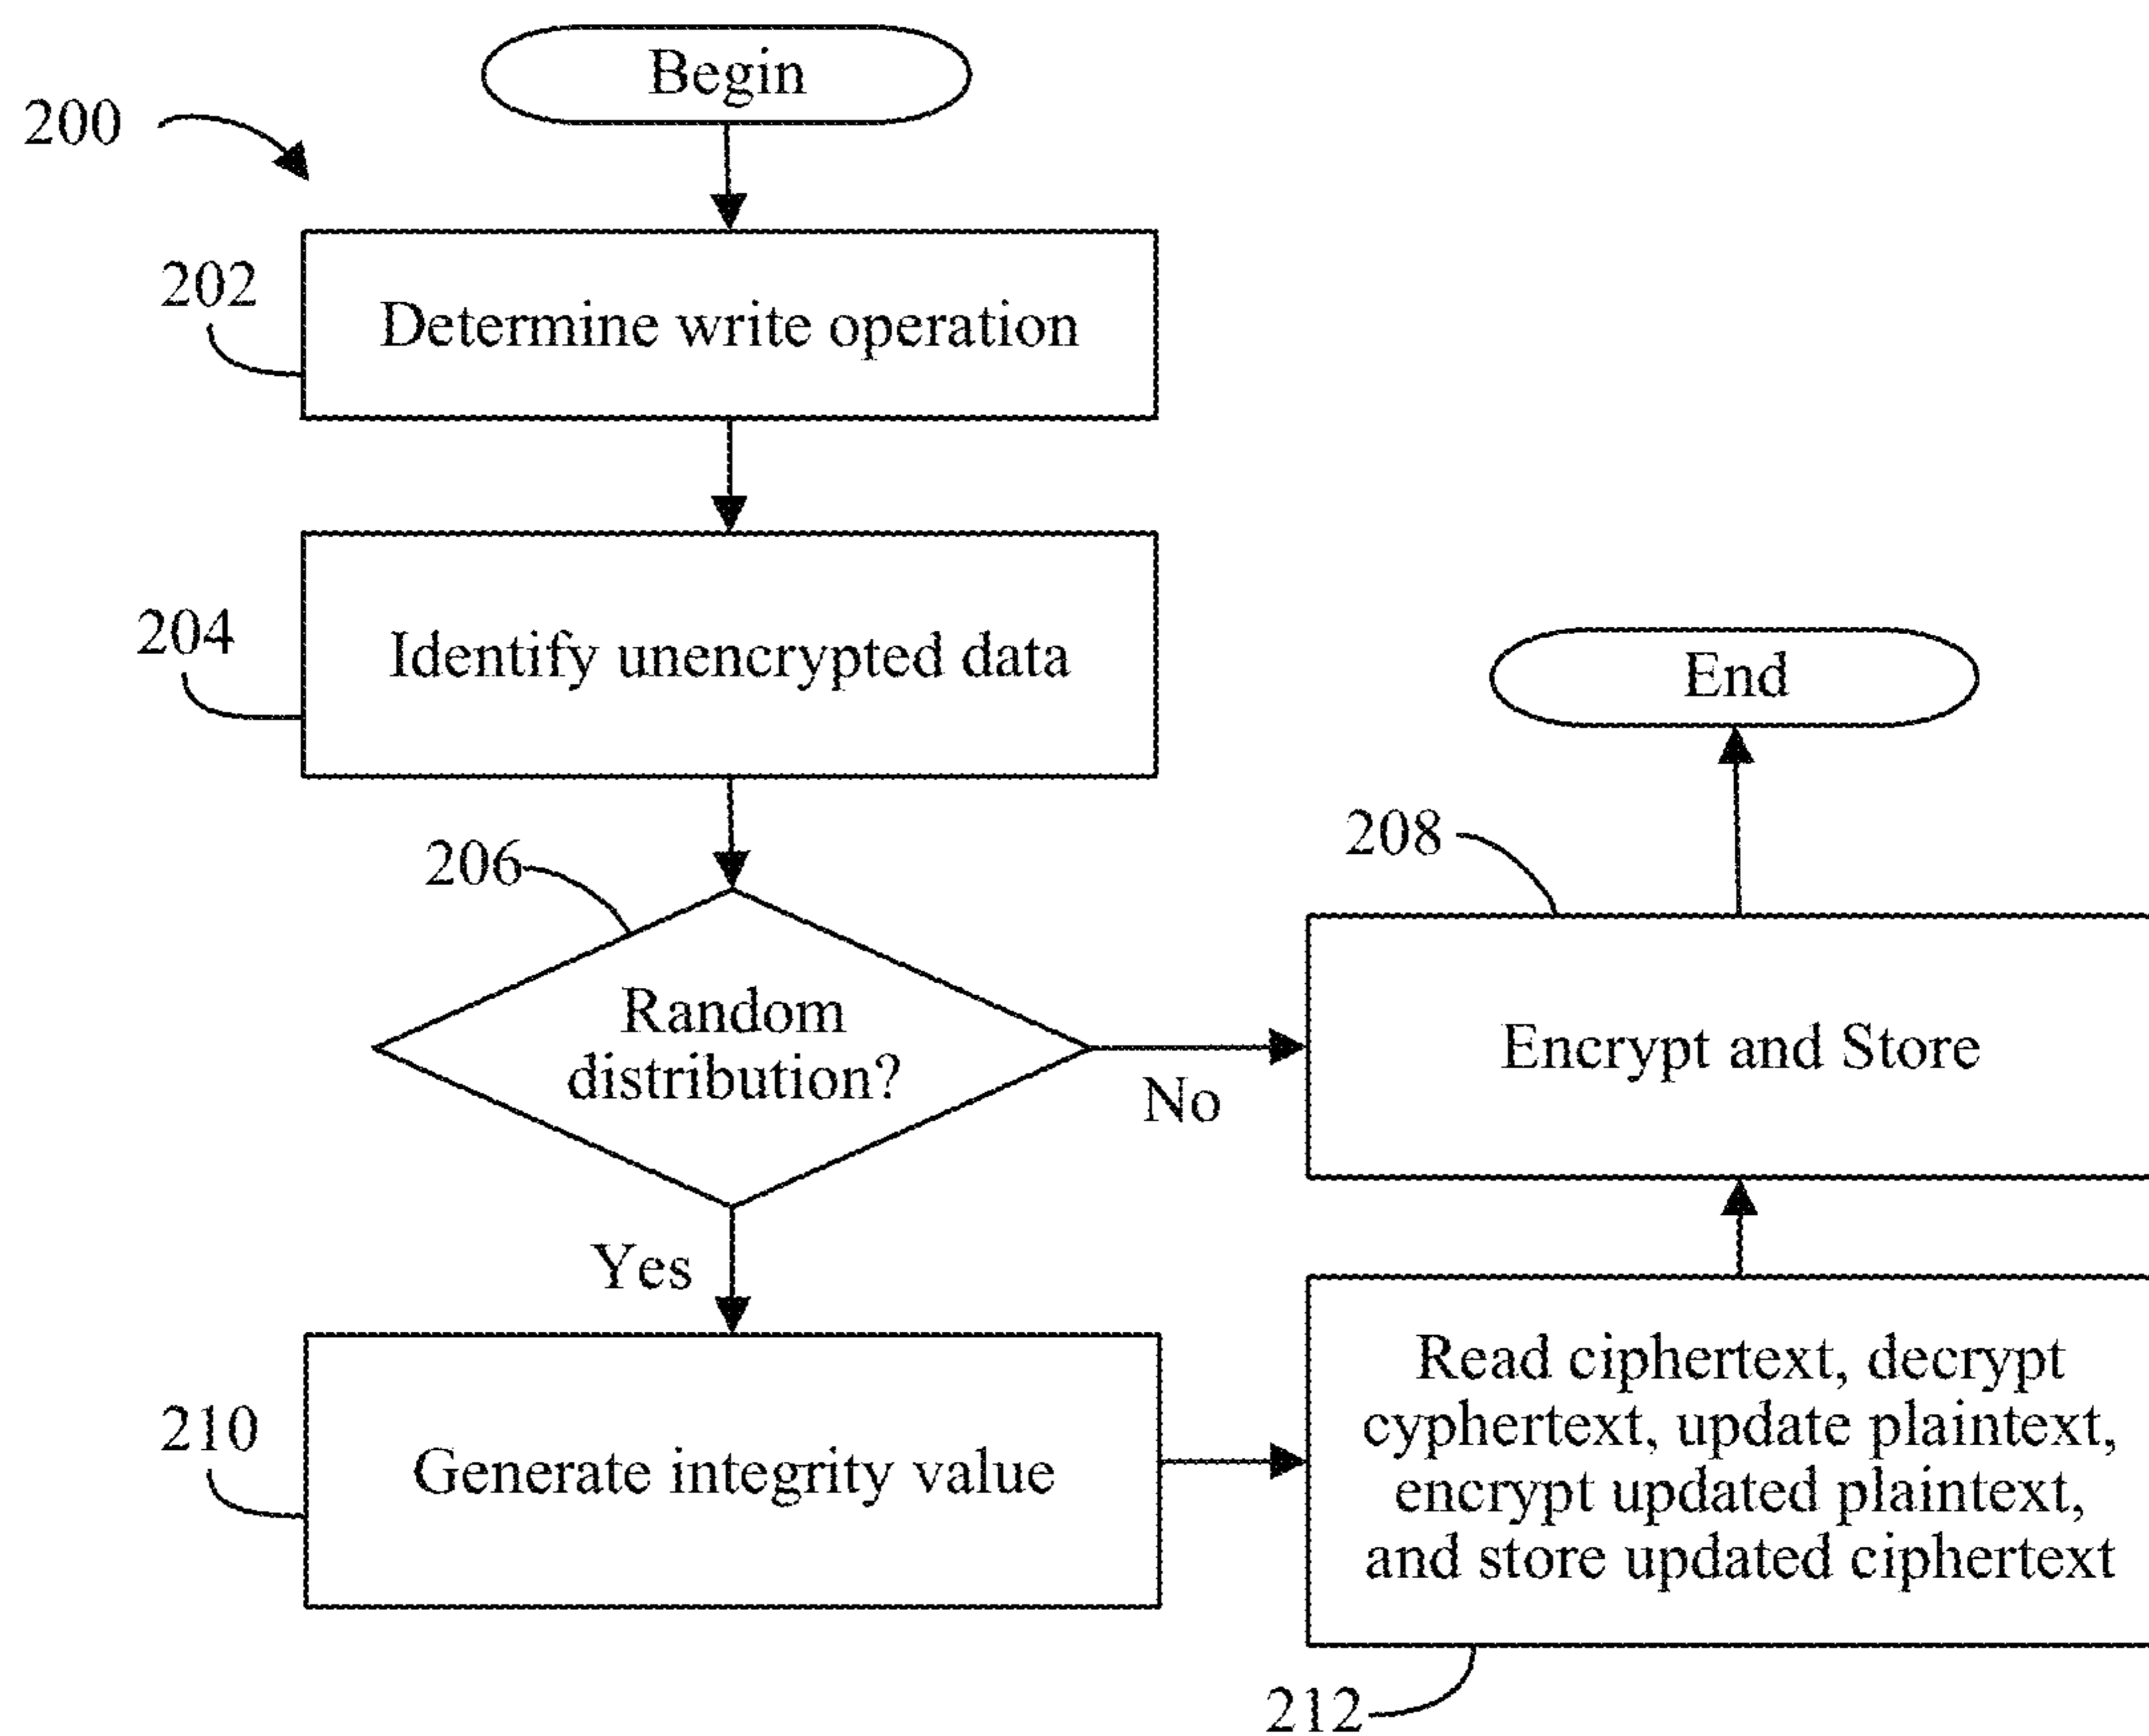 Begin
200
202
Determine write operation
204
Identify unencrypted data
End
206
208
Random
distribution?
No
Encrypt and Store
Yes
210
Generate integrity value
Read ciphertext, decrypt
cyphertext, update plaintext,
encrypt updated plaintext,
and store updated ciphertext
212